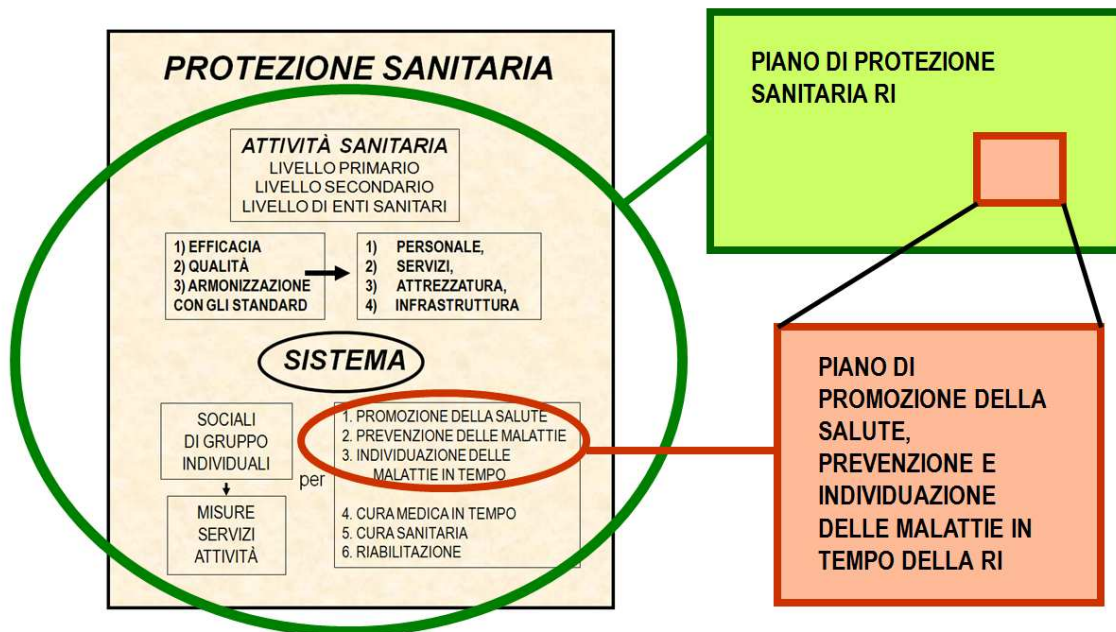 PROTEZIONE SANITARIA
ATTIVITÀ SANITARIA
LIVELLO PRIMARIO
LIVELLO SECONDARIO
LIVELLO DI ENTI SANITARI
1) EFFICACIA
2) QUALITÀ
3) ARMONIZZAZIONE
CON GLI STANDARD
1) PERSONALE,
2) SERVIZI,
3) ATTREZZATURA,
4) INFRASTRUTTURA
SISTEMA
SOCIALI
DI GRUPPO
INDIVIDUALI
MISURE
SERVIZI
ATTIVITÀ
per
1. PROMOZIONE DELLA SALUTE
2. PREVENZIONE DELLE MALATTIE
3. INDIVIDUAZIONE DELLE
MALATTIE IN TEMPO
4. CURA MEDICA IN TEMPO
5. CURA SANITARIA
6. RIABILITAZIONE
PIANO DI PROTEZIONE
SANITARIA RI
PIANO DI
PROMOZIONE DELLA
SALUTE,
PREVENZIONE E
INDIVIDUAZIONE
DELLE MALATTIE IN
TEMPO DELLA RI